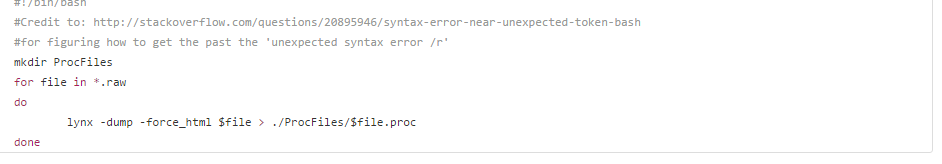 #!/bin/bash
#Credit to: http://stackoverflow.com/questions/20895946/syntax-error-near-unexpected-token-bash
#for figuring how to get the past the 'unexpected syntax error /r'
mkdir ProcFiles
for file in *.raw
do
        lynx -dump -force_html $file > ./ProcFiles/$file.proc
done